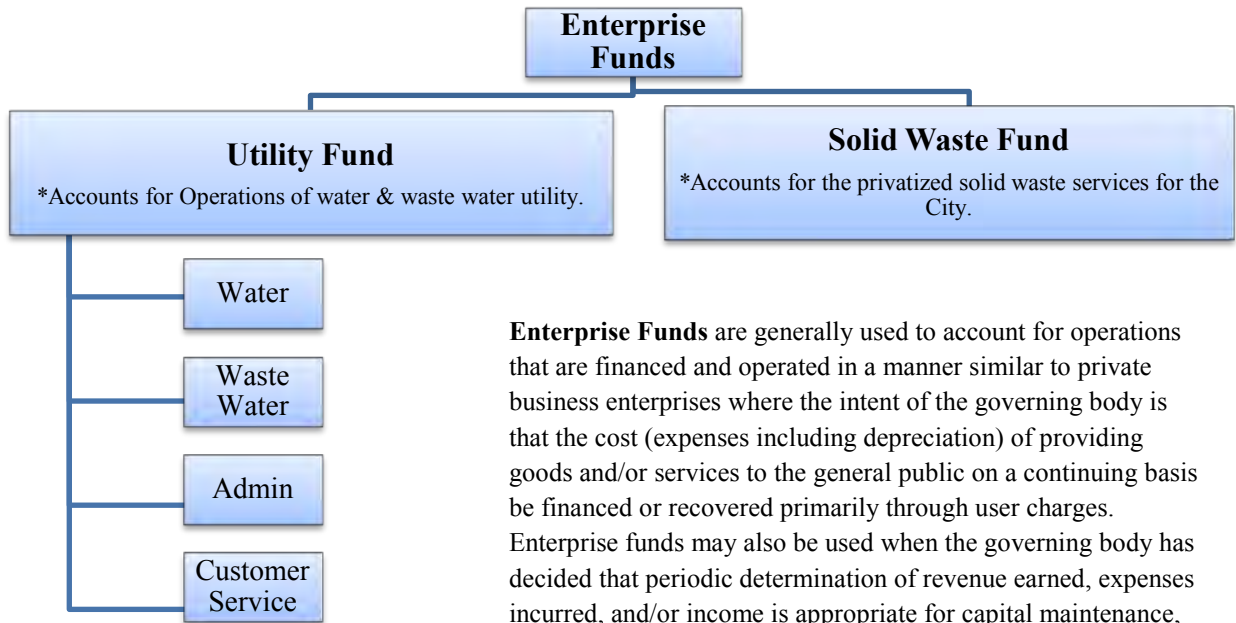 Enterprise
Funds
Utility Fund
*Accounts for Operations of water & waste water utility.
Solid Waste Fund
*Accounts for the privatized solid waste services for the
City.
Water
Waste
Water
Admin
Customer
Service
Enterprise Funds are generally used to account for operations
that are financed and operated in a manner similar to private
business enterprises where the intent of the governing body is
that the cost (expenses including depreciation) of providing
goods and/or services to the general public on a continuing basis
be financed or recovered primarily through user charges.
Enterprise funds may also be used when the governing body has
decided that periodic determination of revenue earned, expenses
incurred, and/or income is appropriate for capital maintenance,